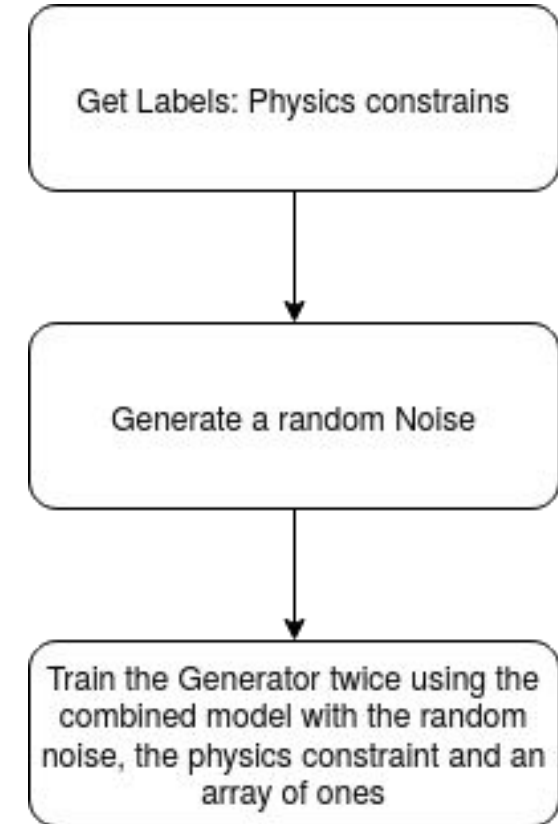 Get Labels: Physics constrains
Generate a random Noise
Train the Generator twice using the
combined model with the random
noise, the physics constraint and an
array of ones